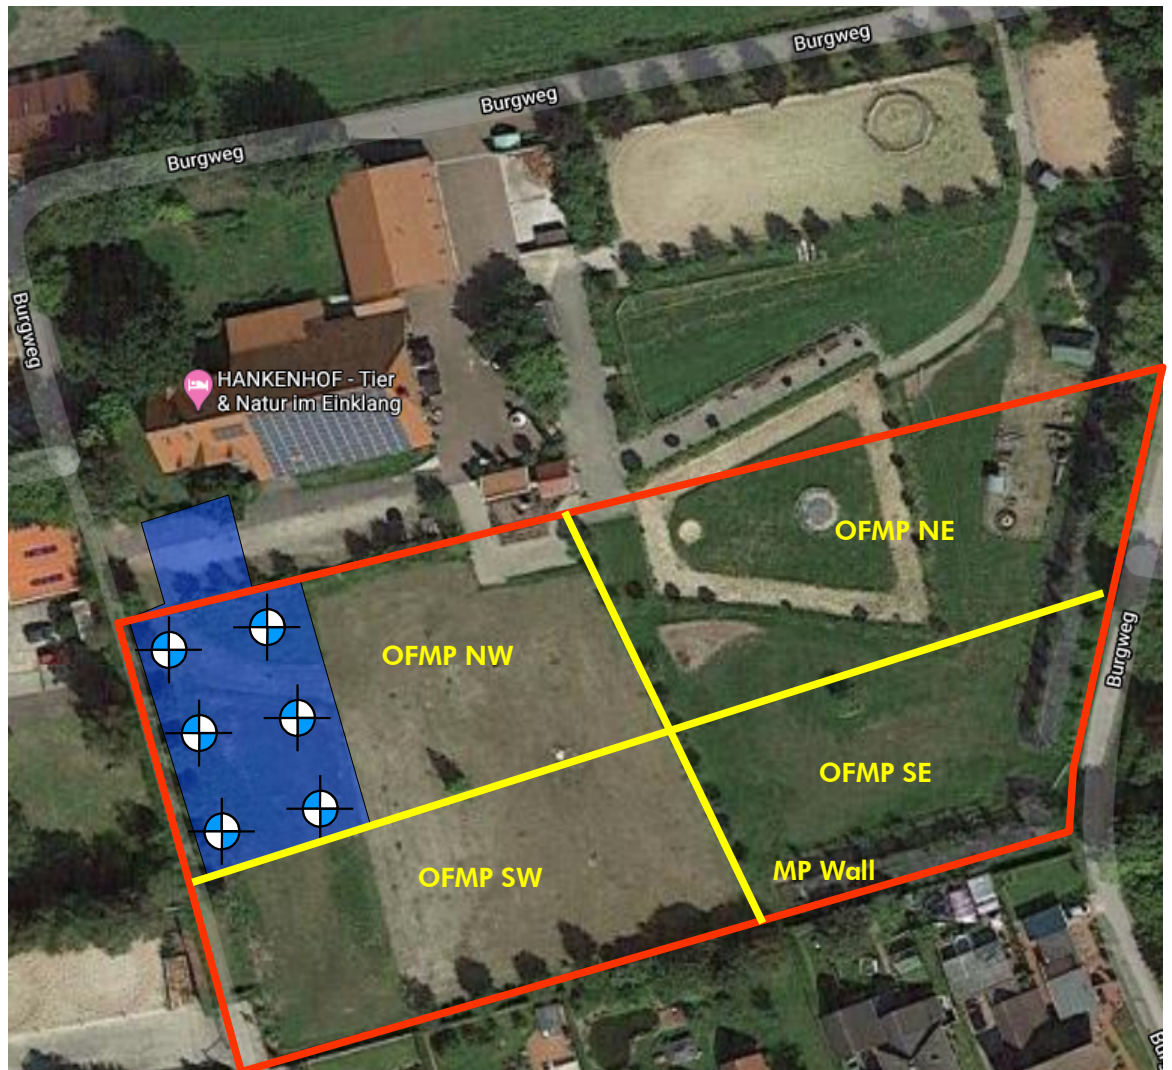 Burgweg
Burgweg
Burgweg
Burgweg
HANKENHOF - Tier
& Natur im Einklang
OFMP NE
OFMP NW
Burgweg
OFMP SE
OFMP SW
MP Wall